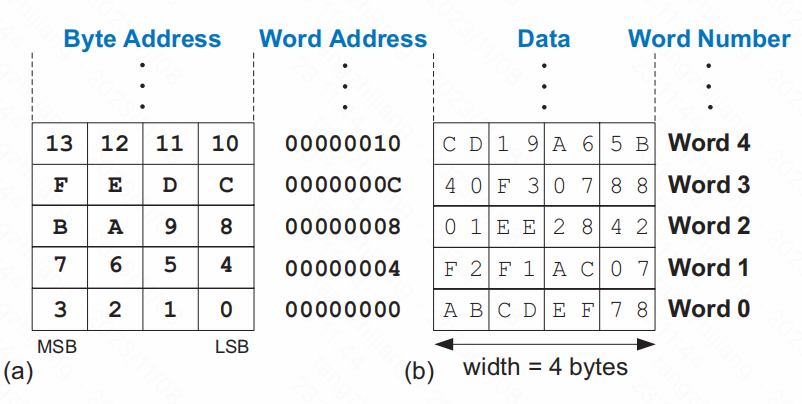 Byte Address Word Address Data Word Number
13 12 11 10 00000010 C D 1 9 A 6 5 B Word 4
F E D C 0000000C 4 0 F 3 0 7 8 8 Word 3
B A 9 8 00000008 0 1 E E 2 8 4 2 Word 2
7 6 5 4 00000004 F 2 F 1 A C 0 7 Word 1
3 2 1 0 00000000 A B C D E F 7 8 Word 0
MSB LSB
(a) (b) width = 4 bytes